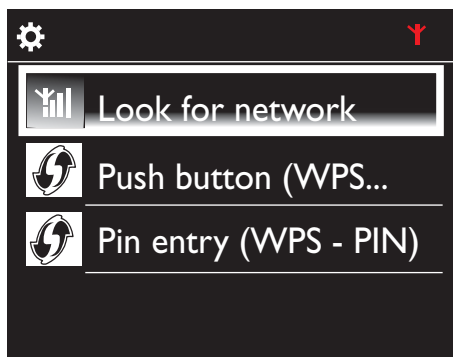 Look for network
Push button (WPS...
Pin entry (WPS - PIN)